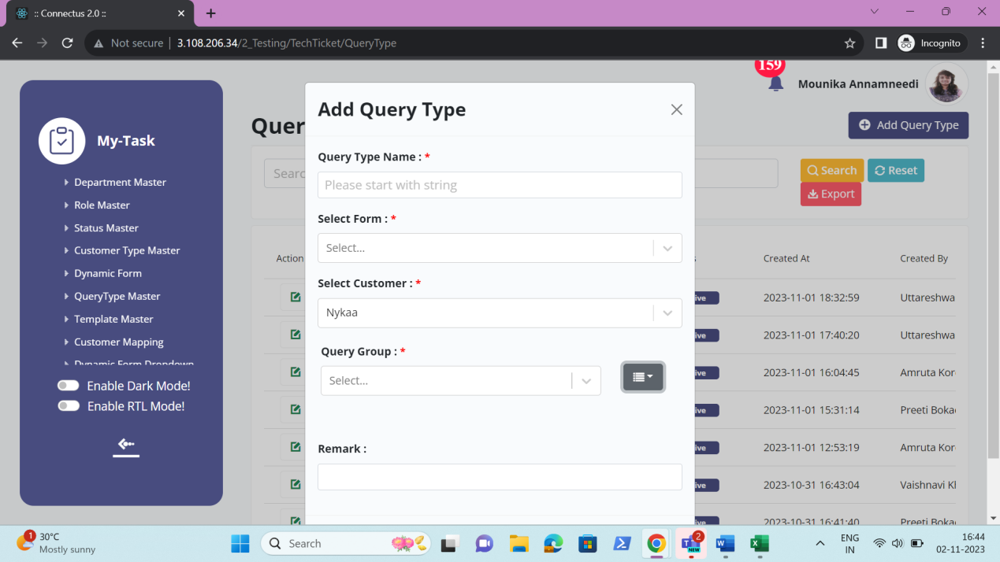 :: Connectus 2.0 ::
Not secure
3.108.206.34/2_Testing/TechTicket/QueryType
Incognito
159
Mounika Annamneedi
My-Task
Department Master
Role Master
Status Master
Customer Type Master
Dynamic Form
QueryType Master
Template Master
Customer Mapping
Dynamic Form Dropdown
Enable Dark Mode!
Enable RTL Mode!
Quer
Add Query Type
Searc
Search
Reset
Export
Add Query Type
Query Type Name : *
Please start with string
Select Form : *
Select...
Select Customer : *
Nykaa
Query Group : *
Select...
Remark :
Action
s
Created At
Created By
ive
2023-11-01 18:32:59
Uttareshwa
ive
2023-11-01 17:40:20
Uttareshwa
ive
2023-11-01 16:04:45
Amruta Kor
ive
2023-11-01 15:31:14
Preeti Boka
ive
2023-11-01 12:53:19
Amruta Kor
ive
2023-10-31 16:43:04
Vaishnavi Kl
ive
2023-10-31 16:41:40
Preeti Boka
1
30°C
Mostly sunny
Search
2
NEW
ENG
IN
16:44
02-11-2023